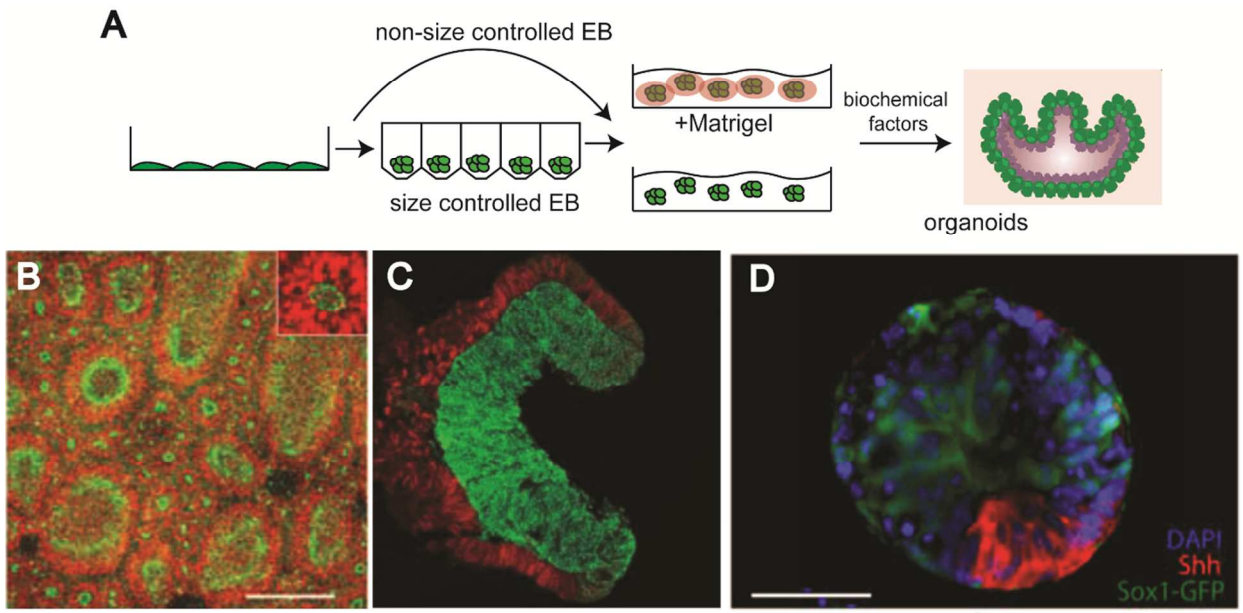 A
non-size controlled EB
size controlled EB
+Matrigel
biochemical
factors
organoids
B
C
D
DAPI
Shh
Sox1-GFP